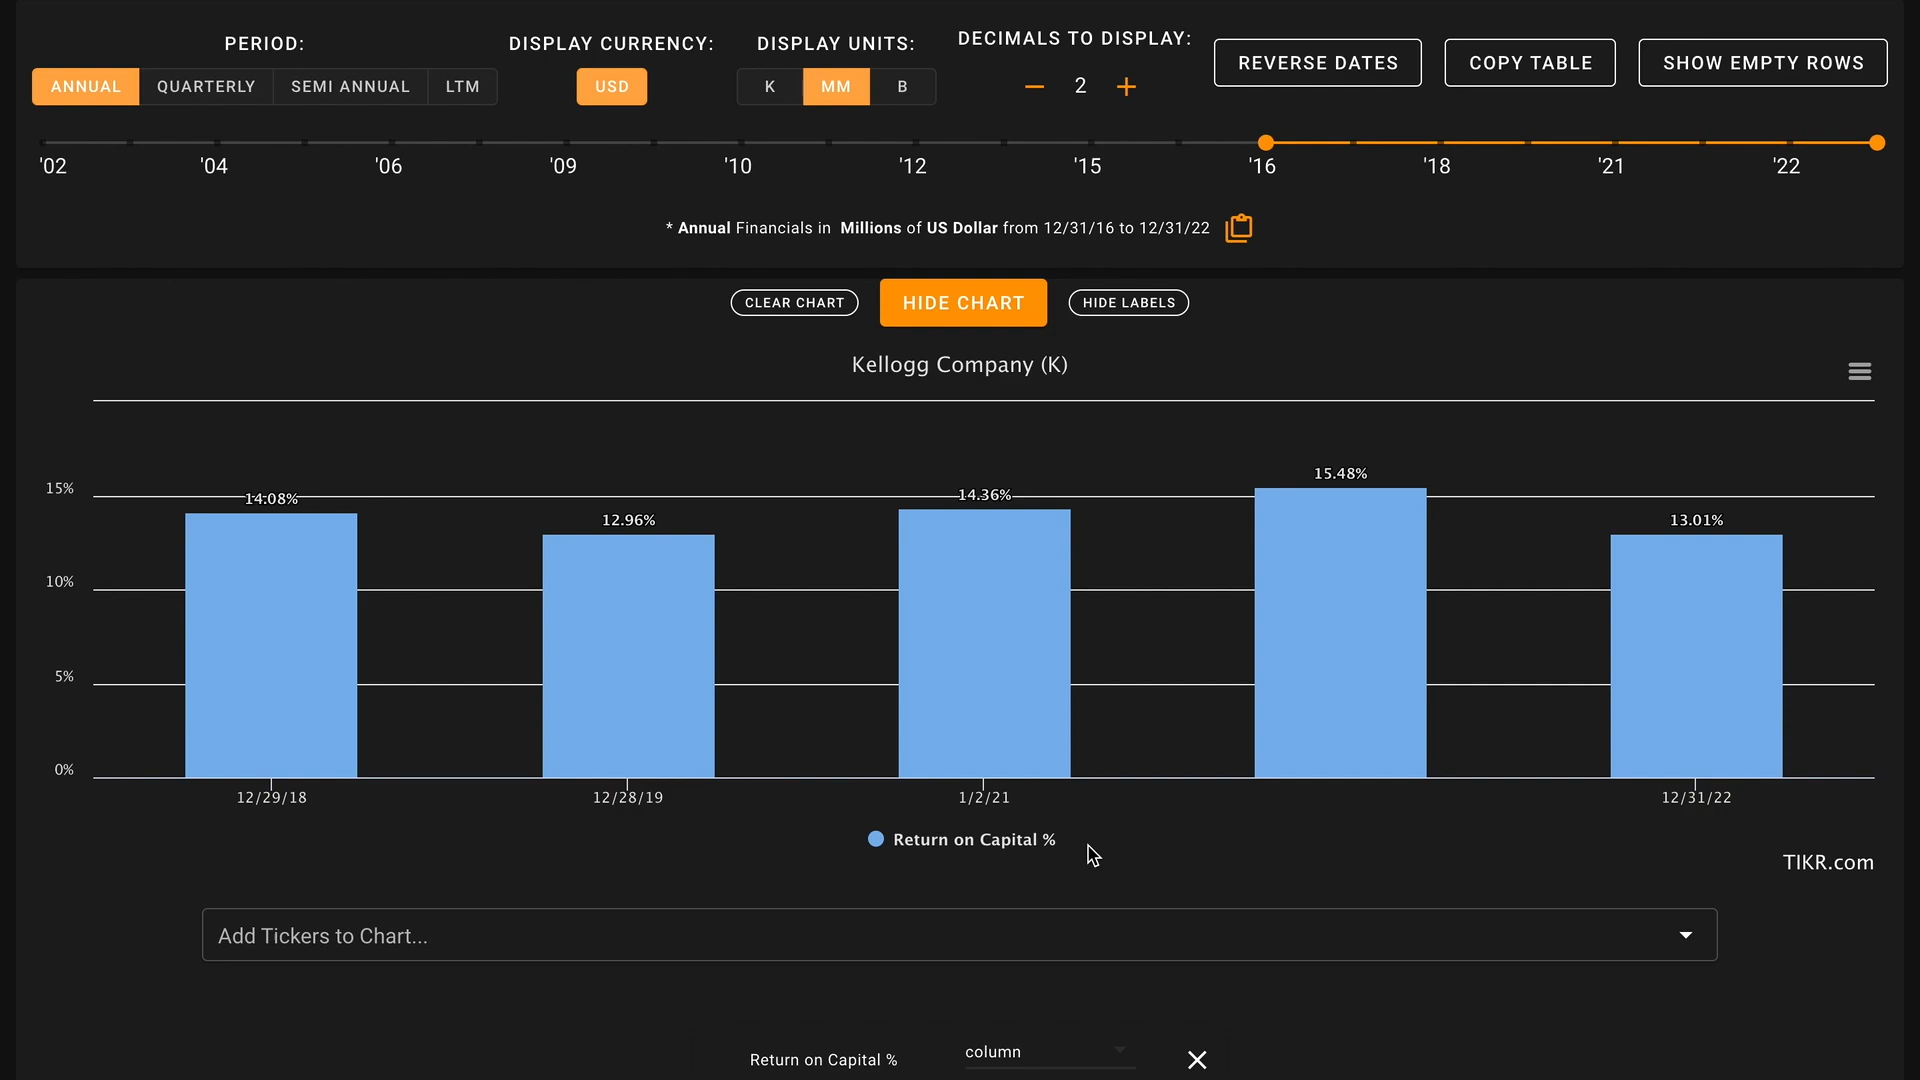 PERIOD:
DISPLAY CURRENCY:
DISPLAY UNITS:
DECIMALS TO DISPLAY:
ANNUAL
QUARTERLY
SEMI ANNUAL
LTM
USD
K
MM
B
2
REVERSE DATES
COPY TABLE
SHOW EMPTY ROWS
'02
'04
'06
'09
'10
'12
'15
'16
'18
'21
'22
* Annual Financials in Millions of US Dollar from 12/31/16 to 12/31/22
CLEAR CHART
HIDE CHART
HIDE LABELS
Kellogg Company (K)
15%
10%
5%
0%
14.08%
12.96%
14.36%
15.48%
13.01%
12/29/18
12/28/19
1/2/21
12/31/22
Return on Capital %
TIKR.com
Add Tickers to Chart...
Return on Capital %
column